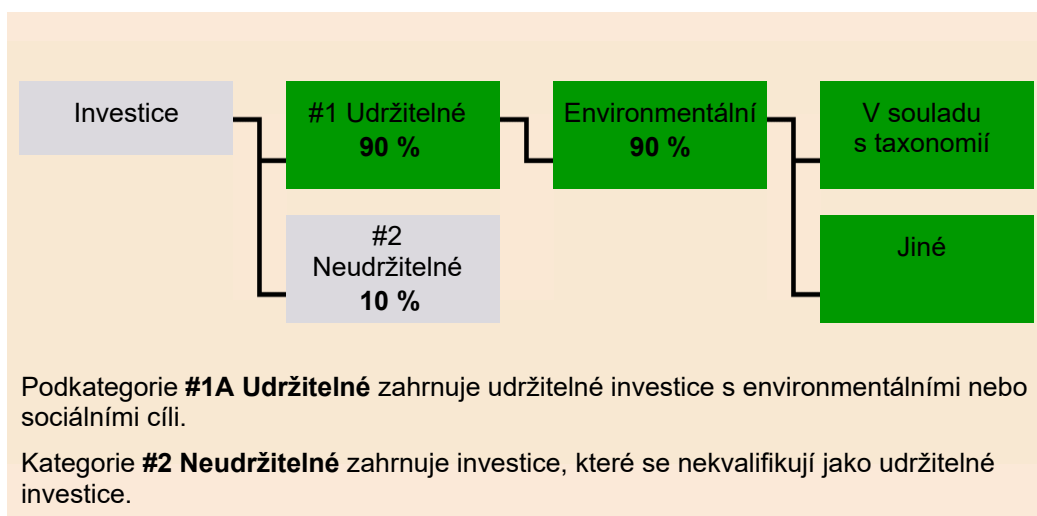 Investice
#1 Udržitelné
90 %
Environmentální
90 %
V souladu
s taxonomií
#2
Neudržitelné
10 %
Jiné
Podkategorie #1A Udržitelné zahrnuje udržitelné investice s environmentálními nebo
sociálními cíli.
Kategorie #2 Neudržitelné zahrnuje investice, které se nekvalifikují jako udržitelné
investice.